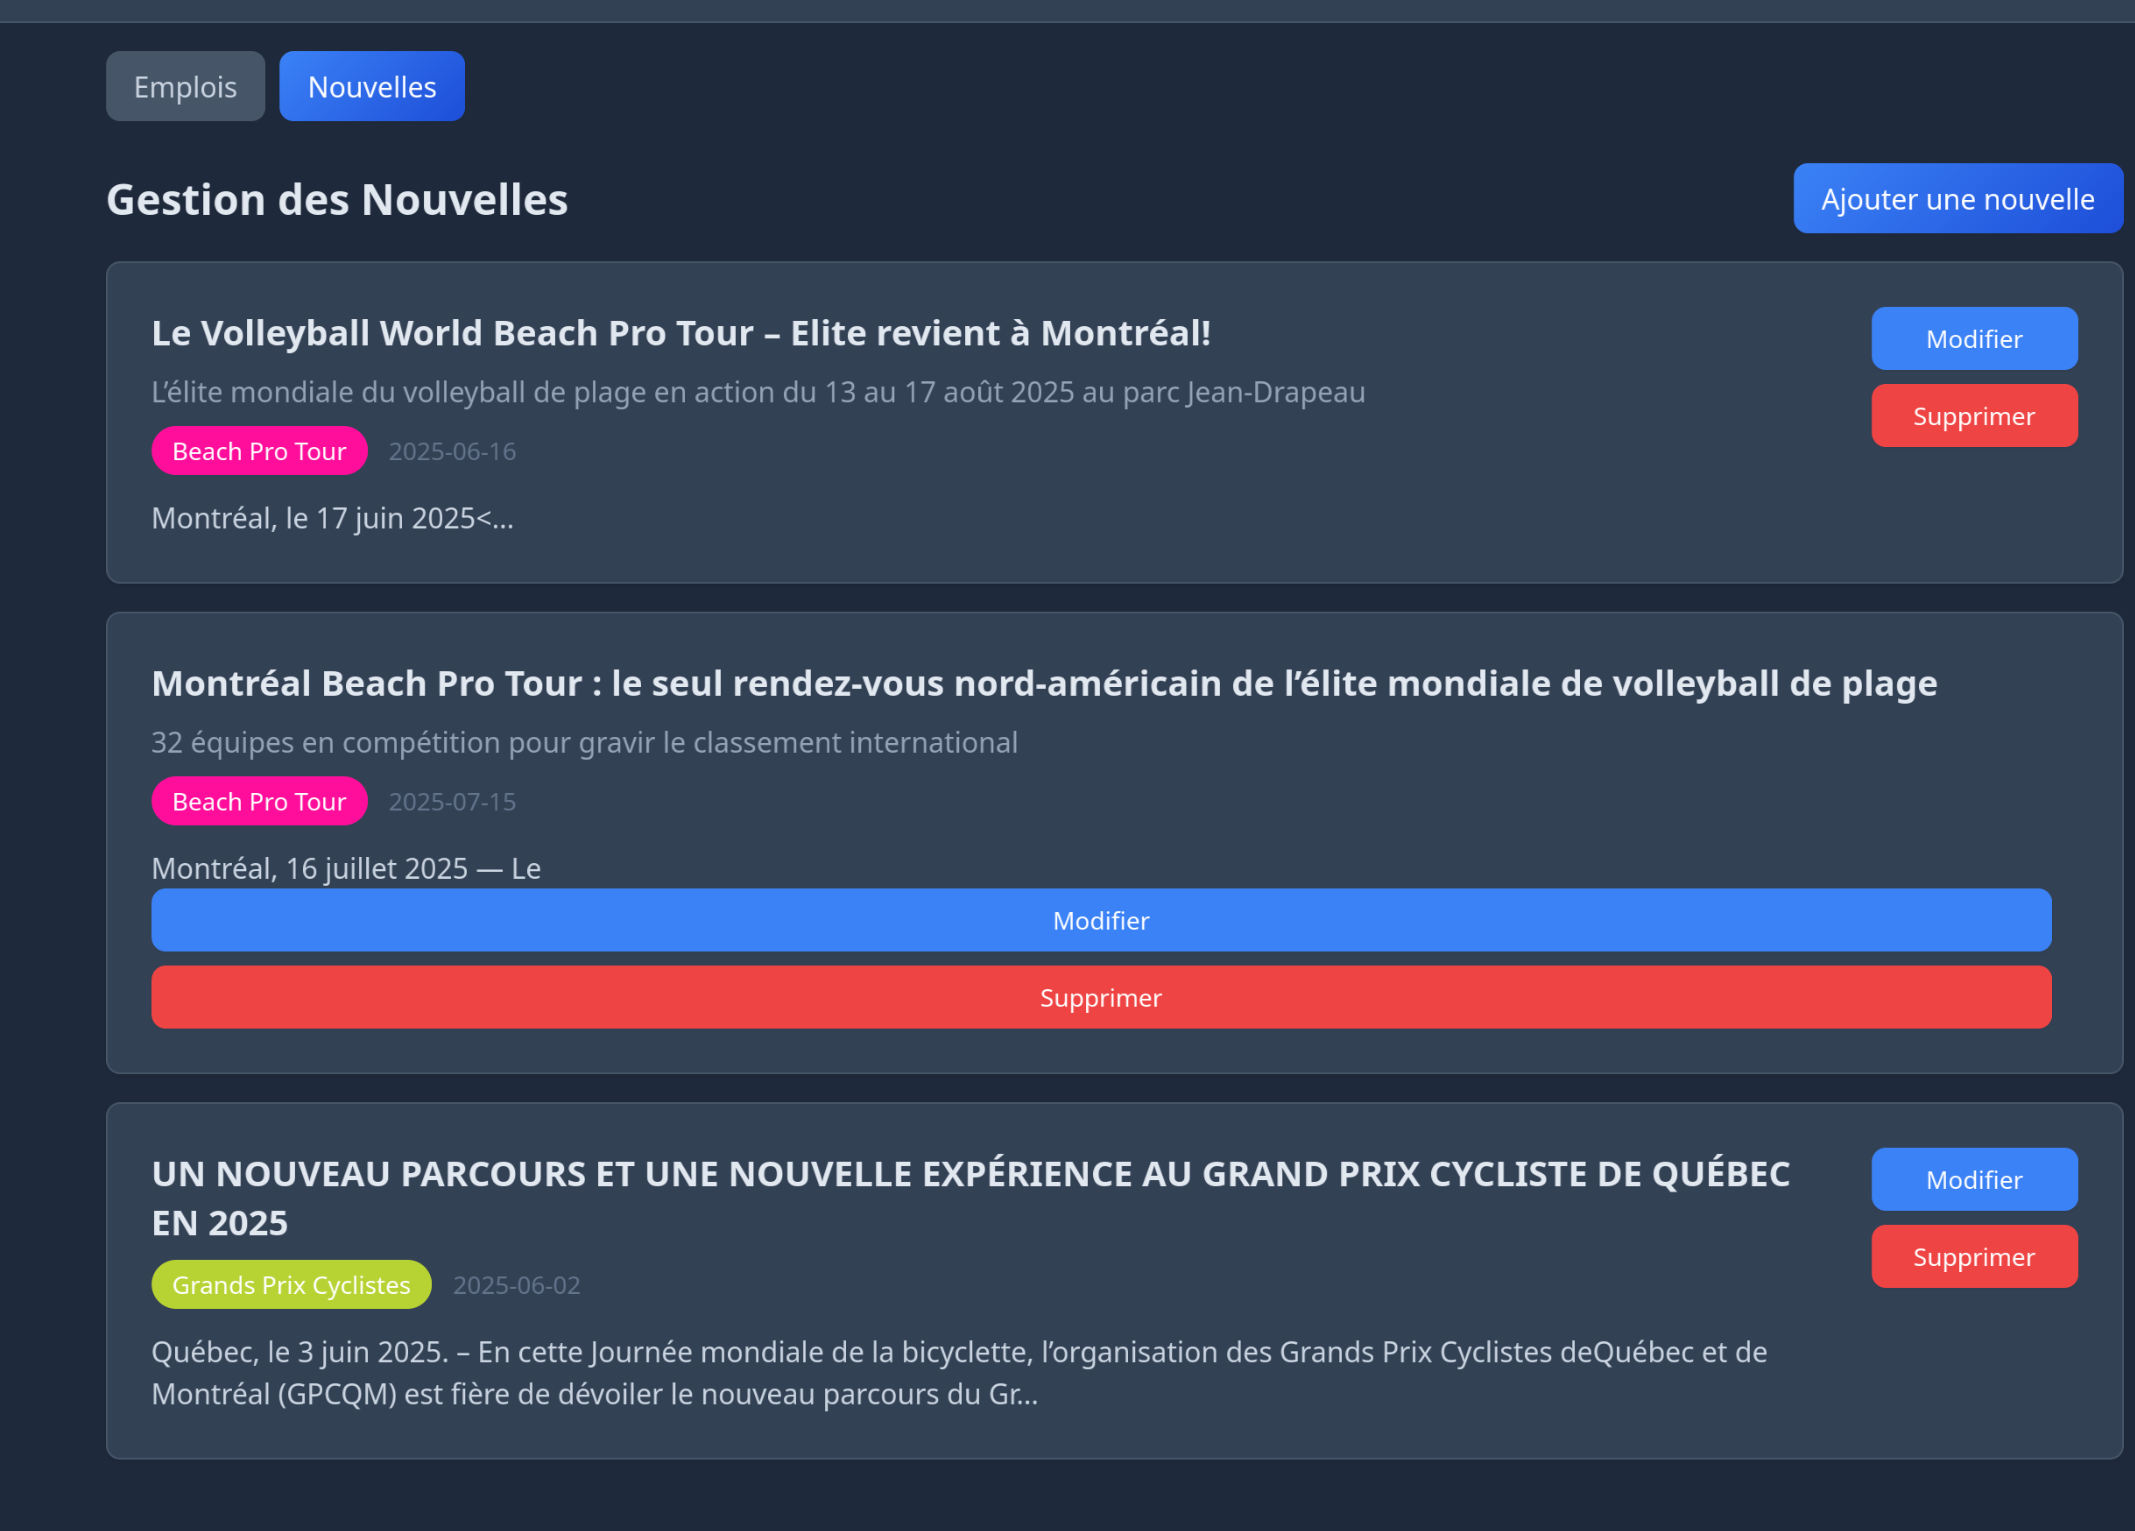 Emplois
Nouvelles
Gestion des Nouvelles
Ajouter une nouvelle
Le Volleyball World Beach Pro Tour – Elite revient à Montréal!
L’élite mondiale du volleyball de plage en action du 13 au 17 août 2025 au parc Jean-Drapeau
Beach Pro Tour
2025-06-16
Montréal, le 17 juin 2025<...
Modifier
Supprimer
Montréal Beach Pro Tour : le seul rendez-vous nord-américain de l’élite mondiale de volleyball de plage
32 équipes en compétition pour gravir le classement international
Beach Pro Tour
2025-07-15
Montréal, 16 juillet 2025 — Le
Modifier
Supprimer
UN NOUVEAU PARCOURS ET UNE NOUVELLE EXPÉRIENCE AU GRAND PRIX CYCLISTE DE QUÉBEC
EN 2025
Grands Prix Cyclistes
2025-06-02
Québec, le 3 juin 2025. – En cette Journée mondiale de la bicyclette, l’organisation des Grands Prix Cyclistes deQuébec et de
Montréal (GPCQM) est fière de dévoiler le nouveau parcours du Gr...
Modifier
Supprimer